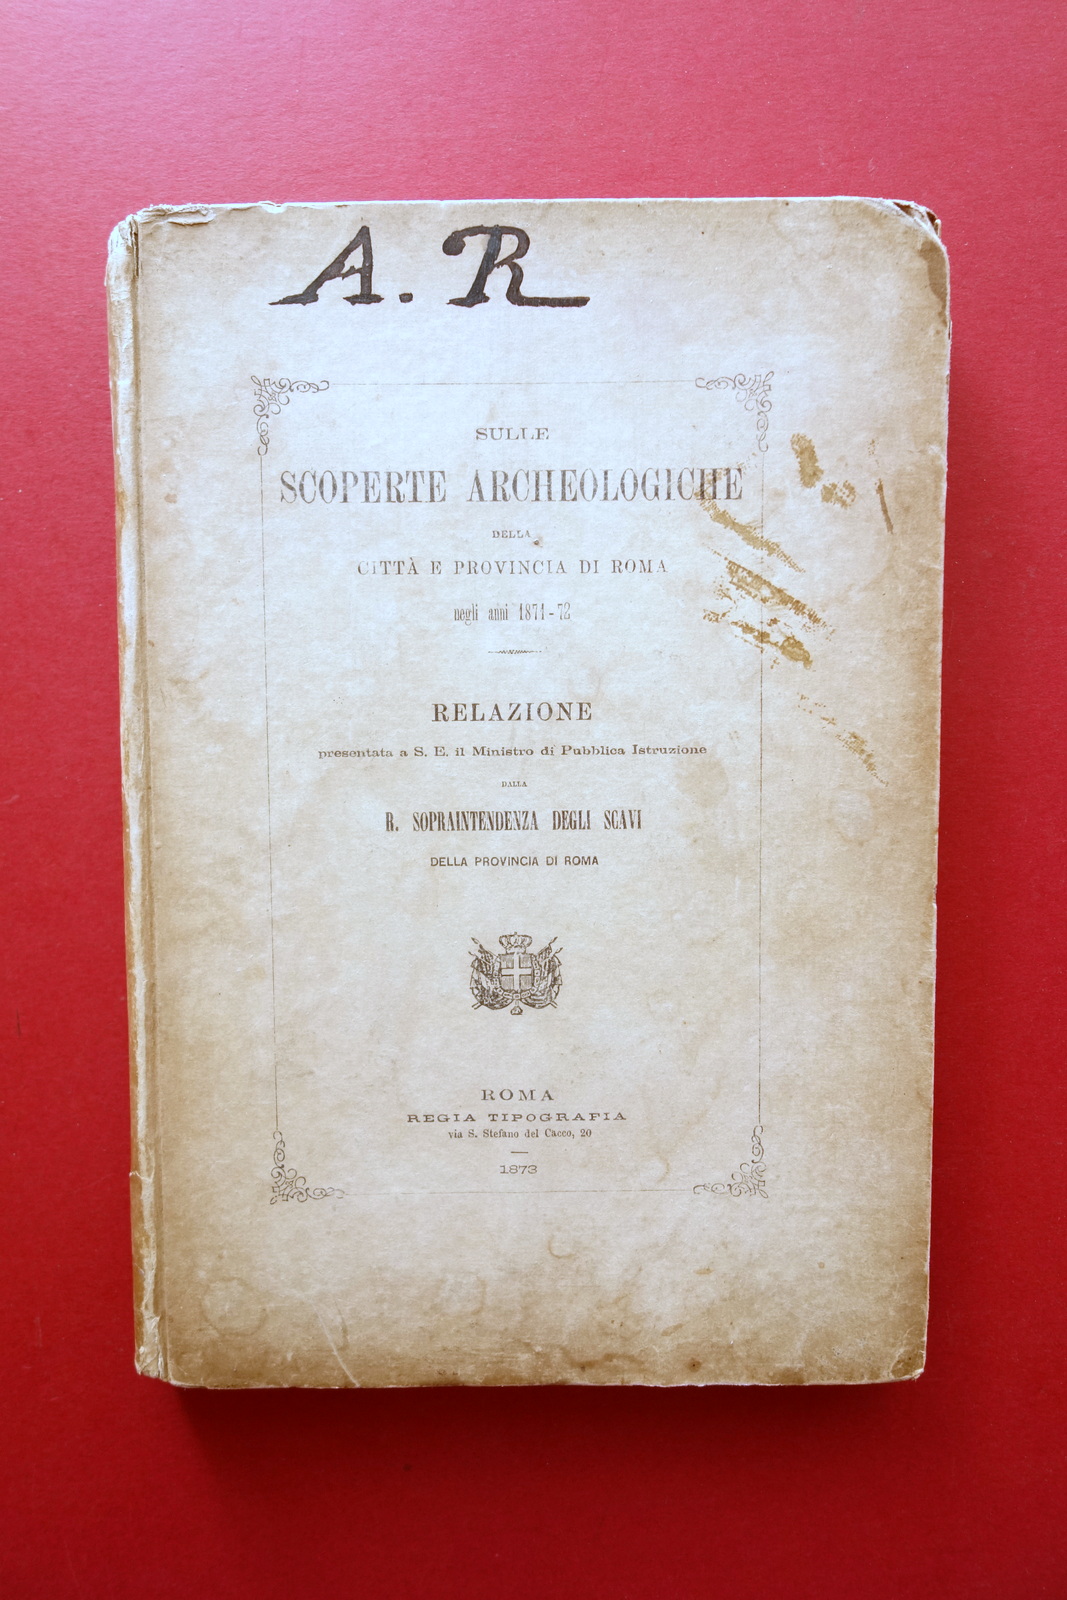 A. R
SULLE
SCOPERTE ARCHEOLOGICHE
DELLA
CITTÀ E PROVINCIA DI ROMA
negli anni 1871-72
RELAZIONE
presentata a S. E. il Ministro di Pubblica Istruzione
DALLA
R. SOPRAINTENDENZA DEGLI SCAVI
DELLA PROVINCIA DI ROMA
ROMA
REGIA TIPOGRAFIA
via S. Stefano del Cacco, 20
1873